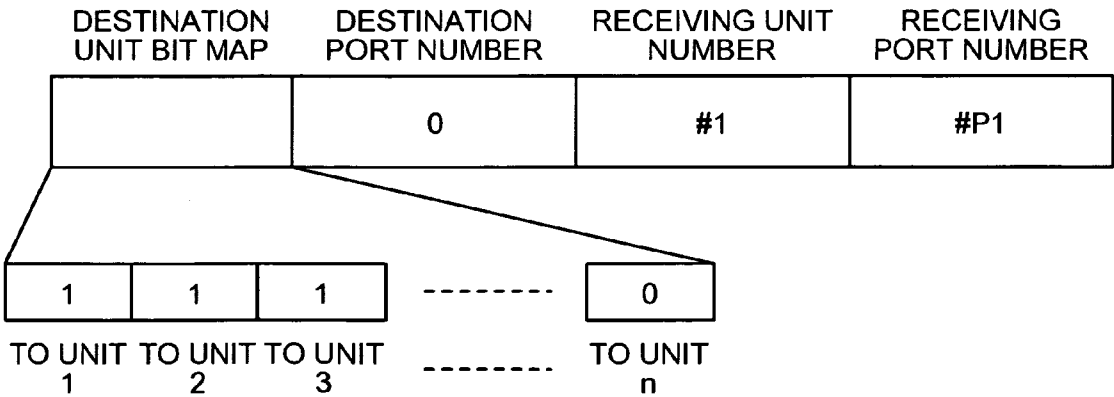 DESTINATION UNIT BIT MAP
DESTINATION PORT NUMBER
RECEIVING UNIT NUMBER
RECEIVING PORT NUMBER
0
#1
#P1
1
1
1
0
TO UNIT 1
TO UNIT 2
TO UNIT 3
TO UNIT n